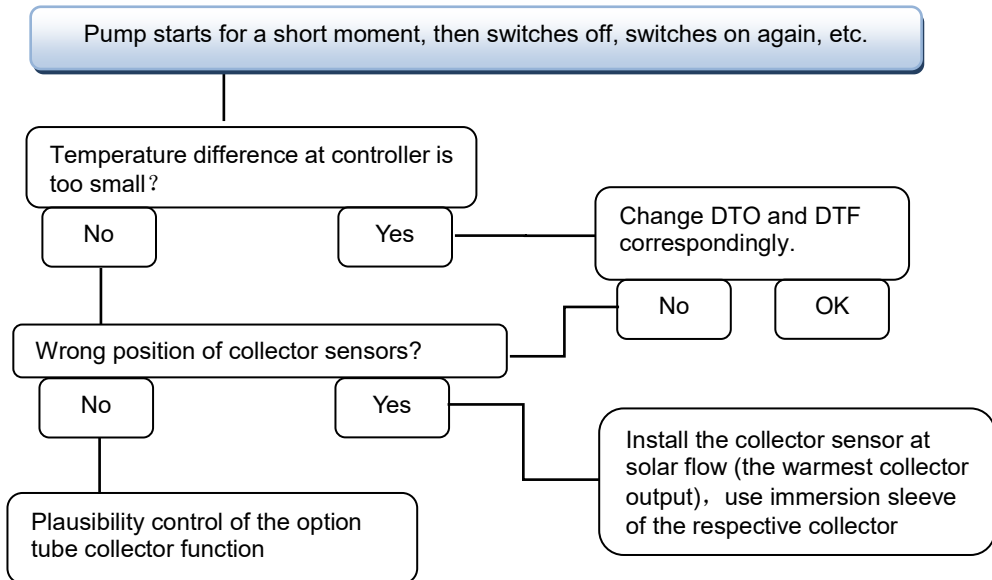 Pump starts for a short moment, then switches off, switches on again, etc.
Temperature difference at controller is
too small？
No
Yes
Change DTO and DTF
correspondingly.
No
OK
Wrong position of collector sensors?
No
Yes
Install the collector sensor at
solar flow (the warmest collector
output)，use immersion sleeve
of the respective collector
Plausibility control of the option
tube collector function